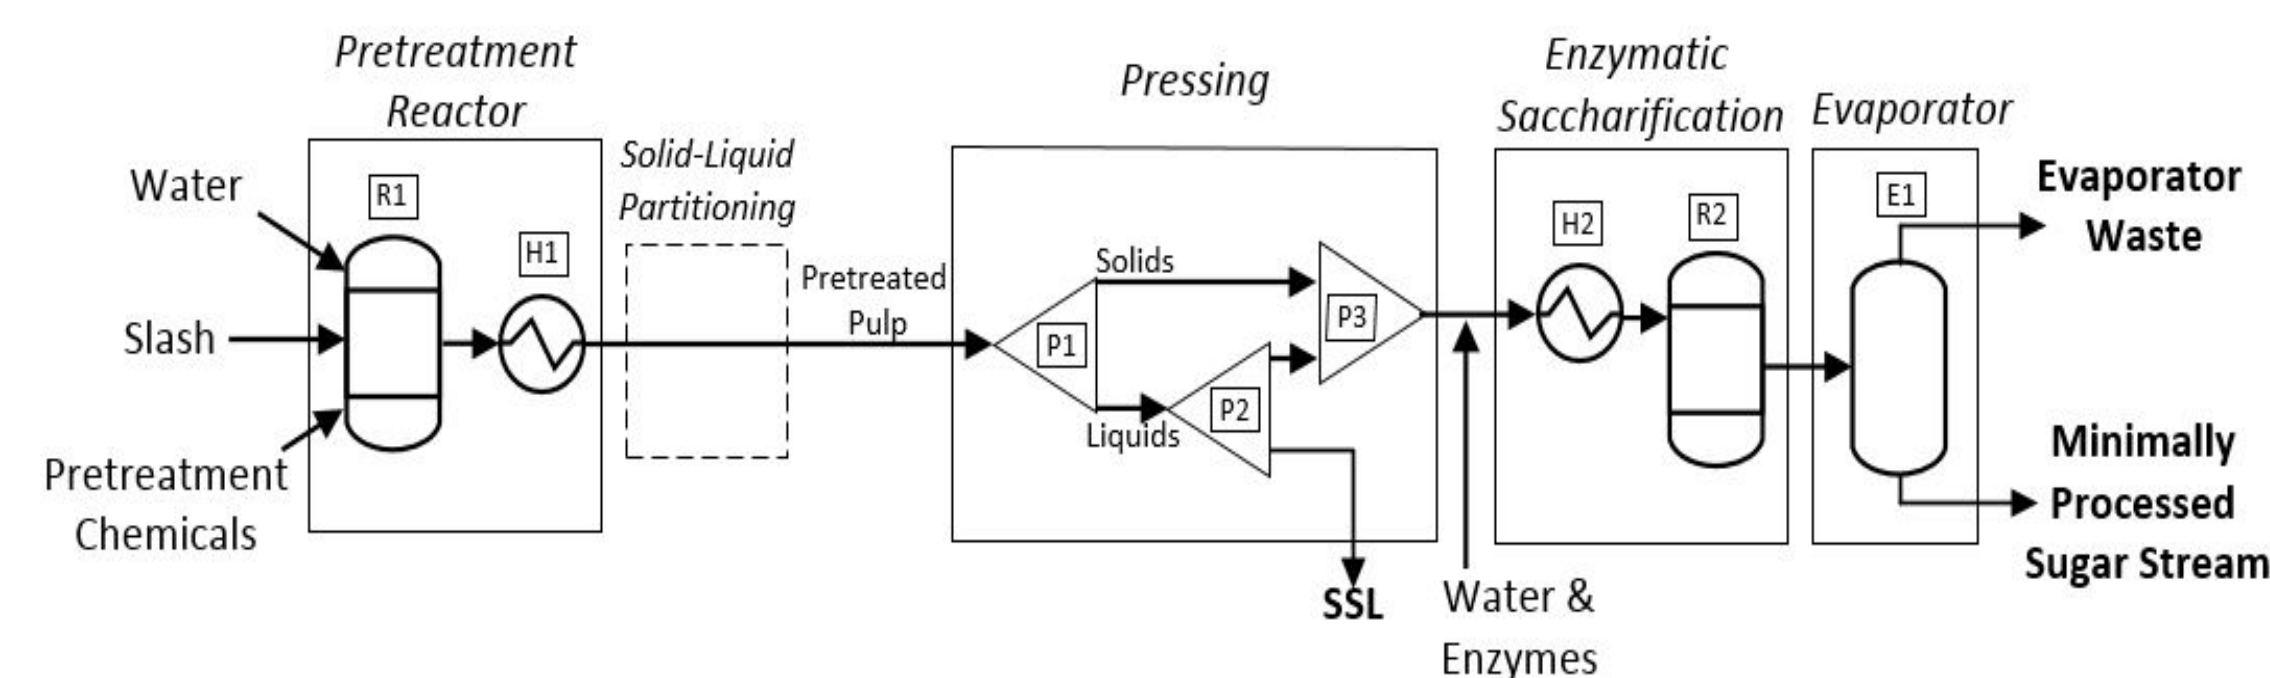 Pretreatment
Reactor
Water
Slash
Pretreatment
Chemicals
R1
H1
Solid-Liquid
Partitioning
Pretreated
Pulp
Pressing
Solids
Liquids
P1
P2
P3
SSL
Water &
Enzymes
Enzymatic
Saccharification
H2
R2
Evaporator
E1
Evaporator
Waste
Minimally
Processed
Sugar Stream